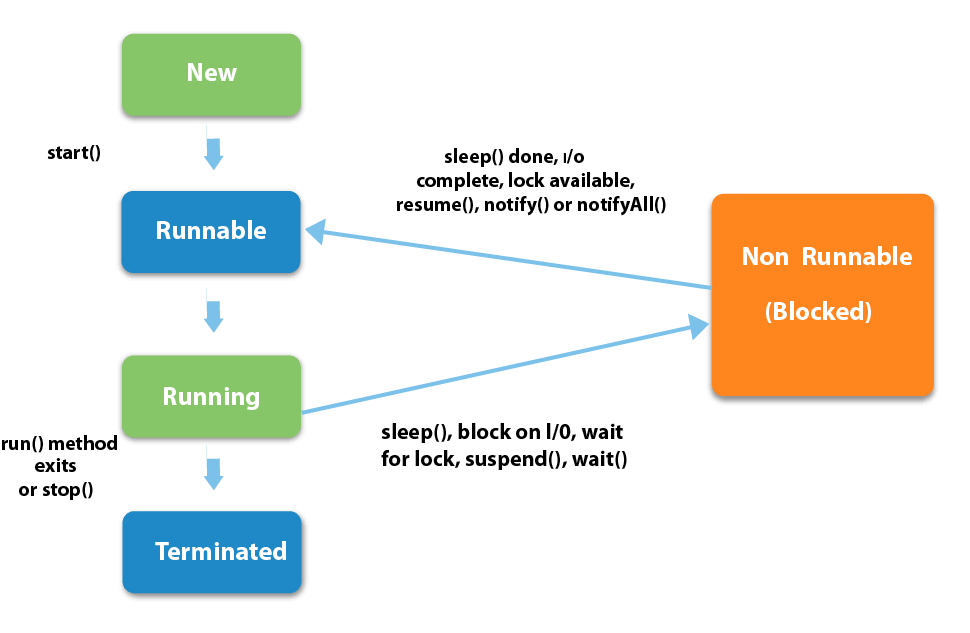 New
start()
sleep() done, I/o
complete, lock available,
resume(), notify() or notifyAll()
Runnable
Non Runnable
(Blocked)
Running
run() method
exits
or stop()
sleep(), block on I/0, wait
for lock, suspend(), wait()
Terminated